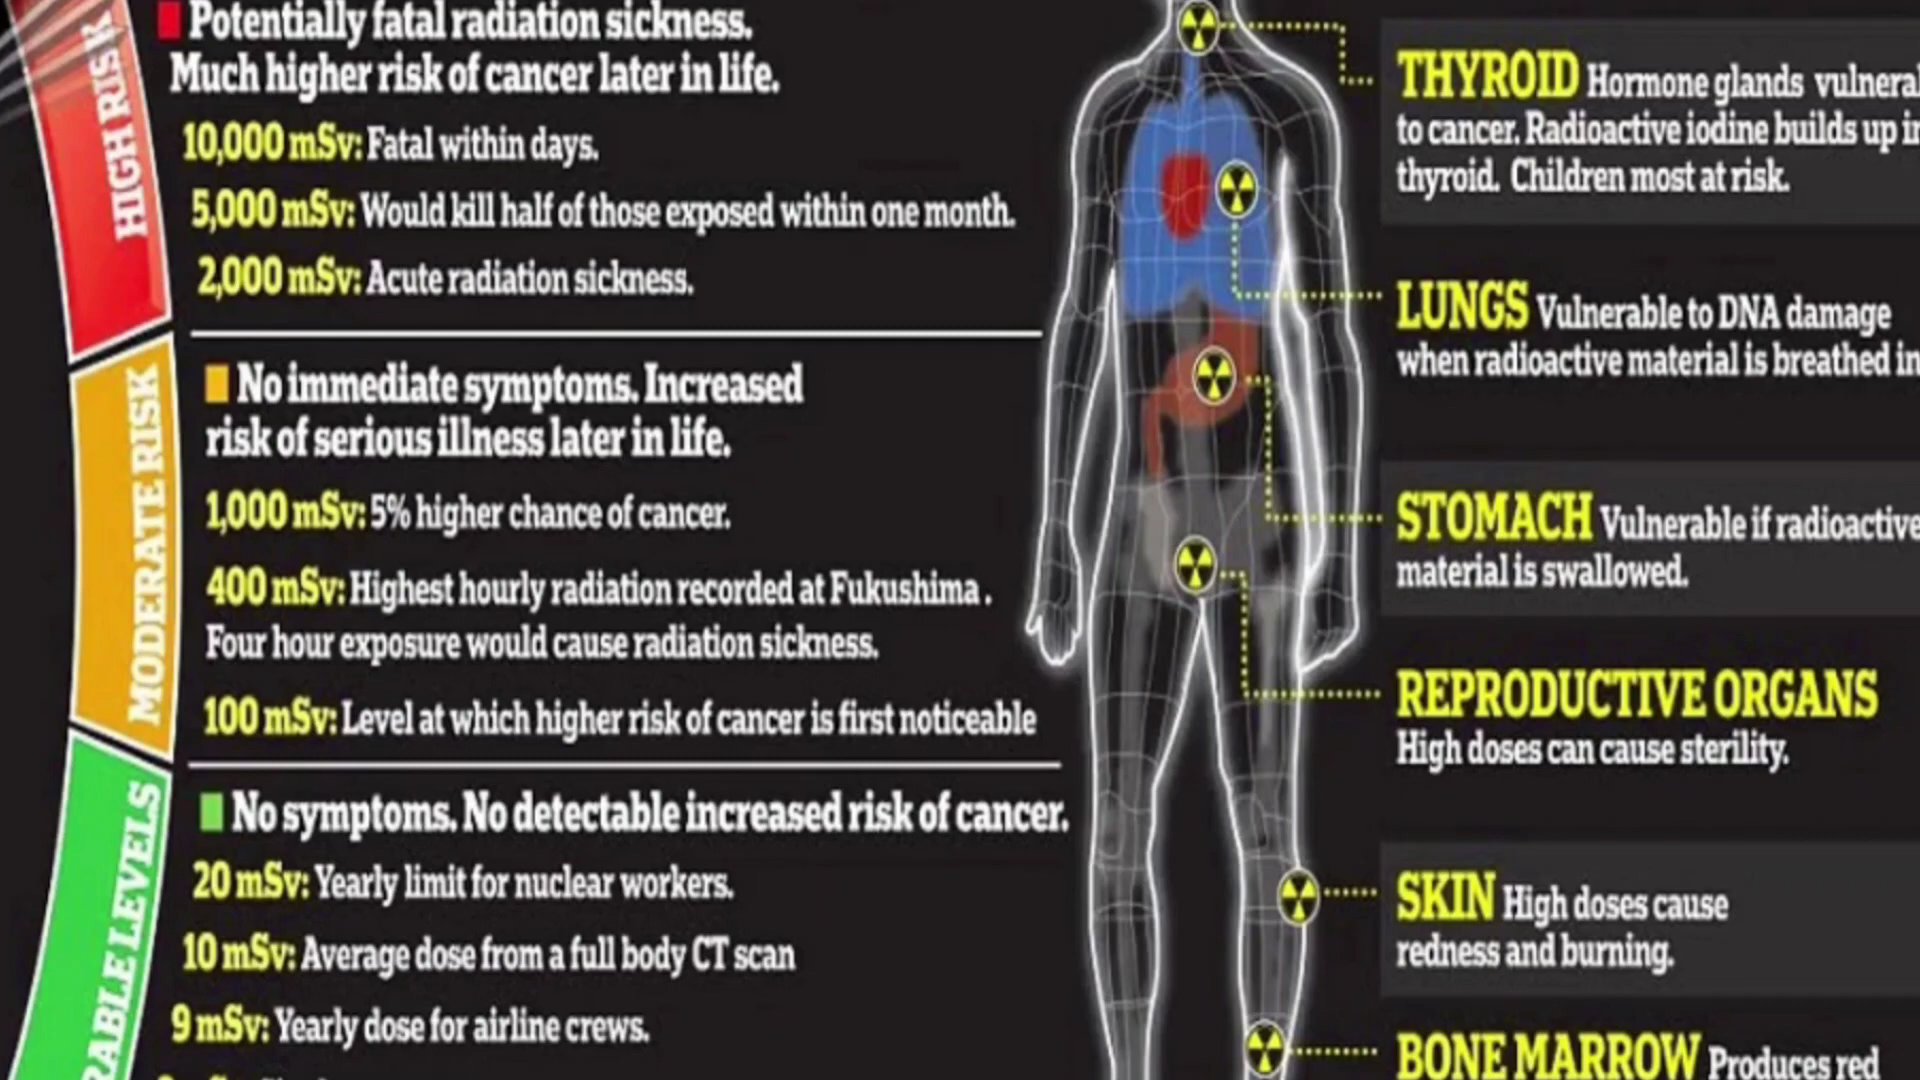 HIGH RISK
Potentially fatal radiation sickness.
Much higher risk of cancer later in life.
10,000 mSv: Fatal within days.
5,000 mSv: Would kill half of those exposed within one month.
2,000 mSv: Acute radiation sickness.
MODERATE RISK
No immediate symptoms. Increased
risk of serious illness later in life.
1,000 mSv: 5% higher chance of cancer.
400 mSv: Highest hourly radiation recorded at Fukushima.
Four hour exposure would cause radiation sickness.
100 mSv: Level at which higher risk of cancer is first noticeable
RABLE LEVELS
No symptoms. No detectable increased risk of cancer.
20 mSv: Yearly limit for nuclear workers.
10 mSv: Average dose from a full body CT scan
9 mSv: Yearly dose for airline crews.
THYROID Hormone glands vulneral
to cancer. Radioactive iodine builds up in
thyroid. Children most at risk.
LUNGS Vulnerable to DNA damage
when radioactive material is breathed in
STOMACH Vulnerable if radioactive
material is swallowed.
REPRODUCTIVE ORGANS
High doses can cause sterility.
SKIN High doses cause
redness and burning.
BONE MARROW Produces red